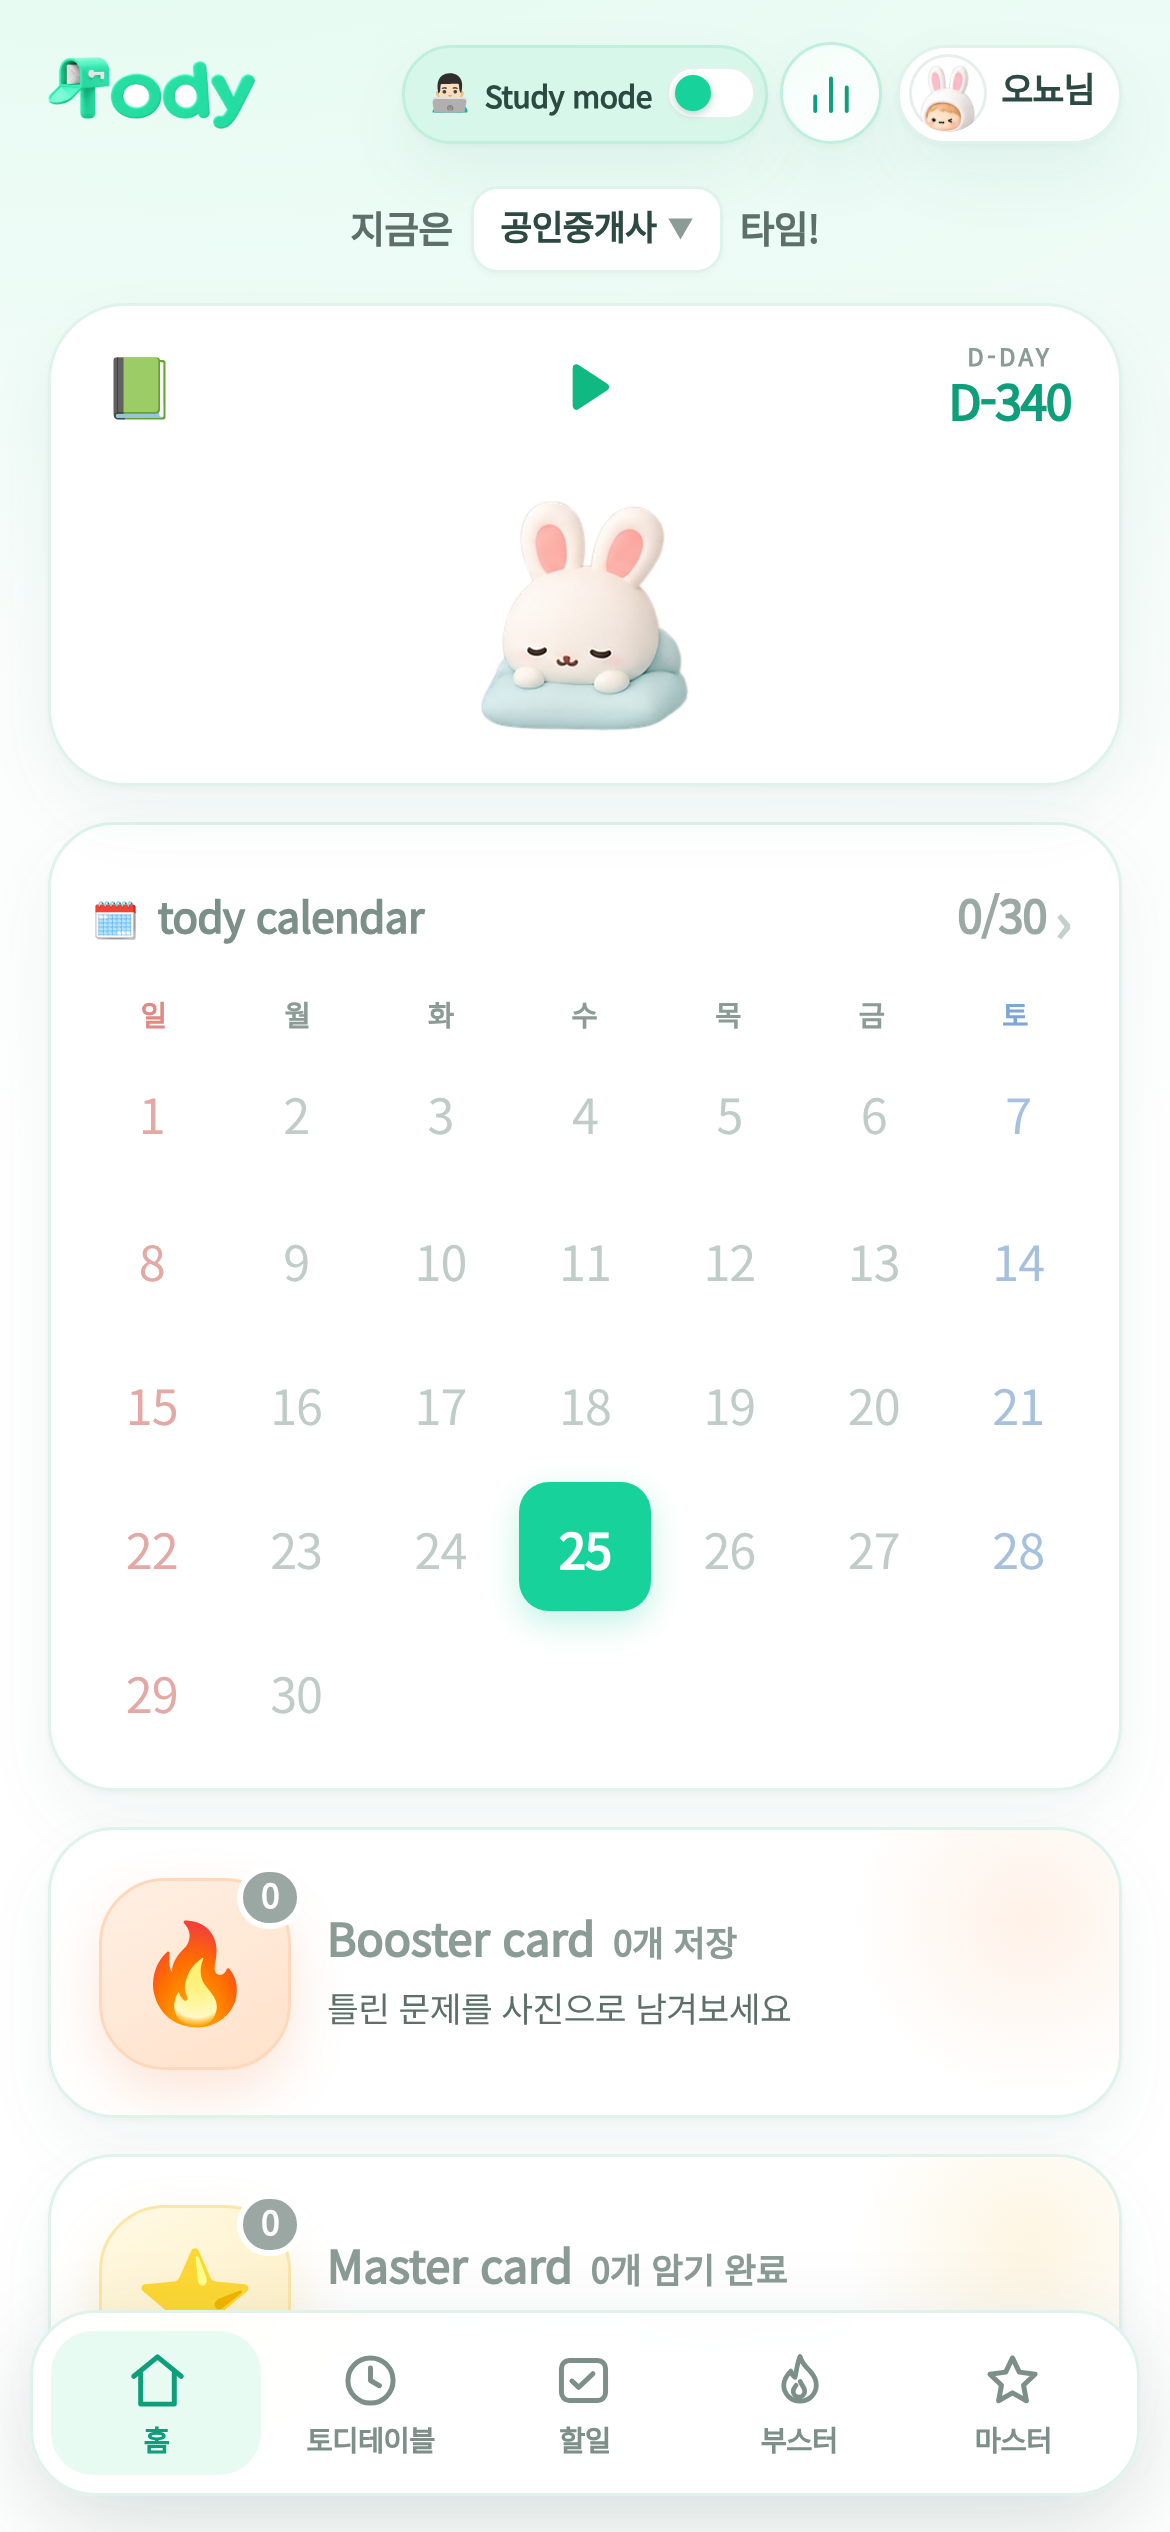 Tody
Study mode
오뇨님
지금은 공인중개사 ▼ 타임!
D-DAY
D-340
tody calendar
0/30 ›
일 월 화 수 목 금 토
1 2 3 4 5 6 7
8 9 10 11 12 13 14
15 16 17 18 19 20 21
22 23 24 25 26 27 28
29 30
0
Booster card 0개 저장
틀린 문제를 사진으로 남겨보세요
0
Master card 0개 암기 완료
홈 토디테이블 할일 부스터 마스터